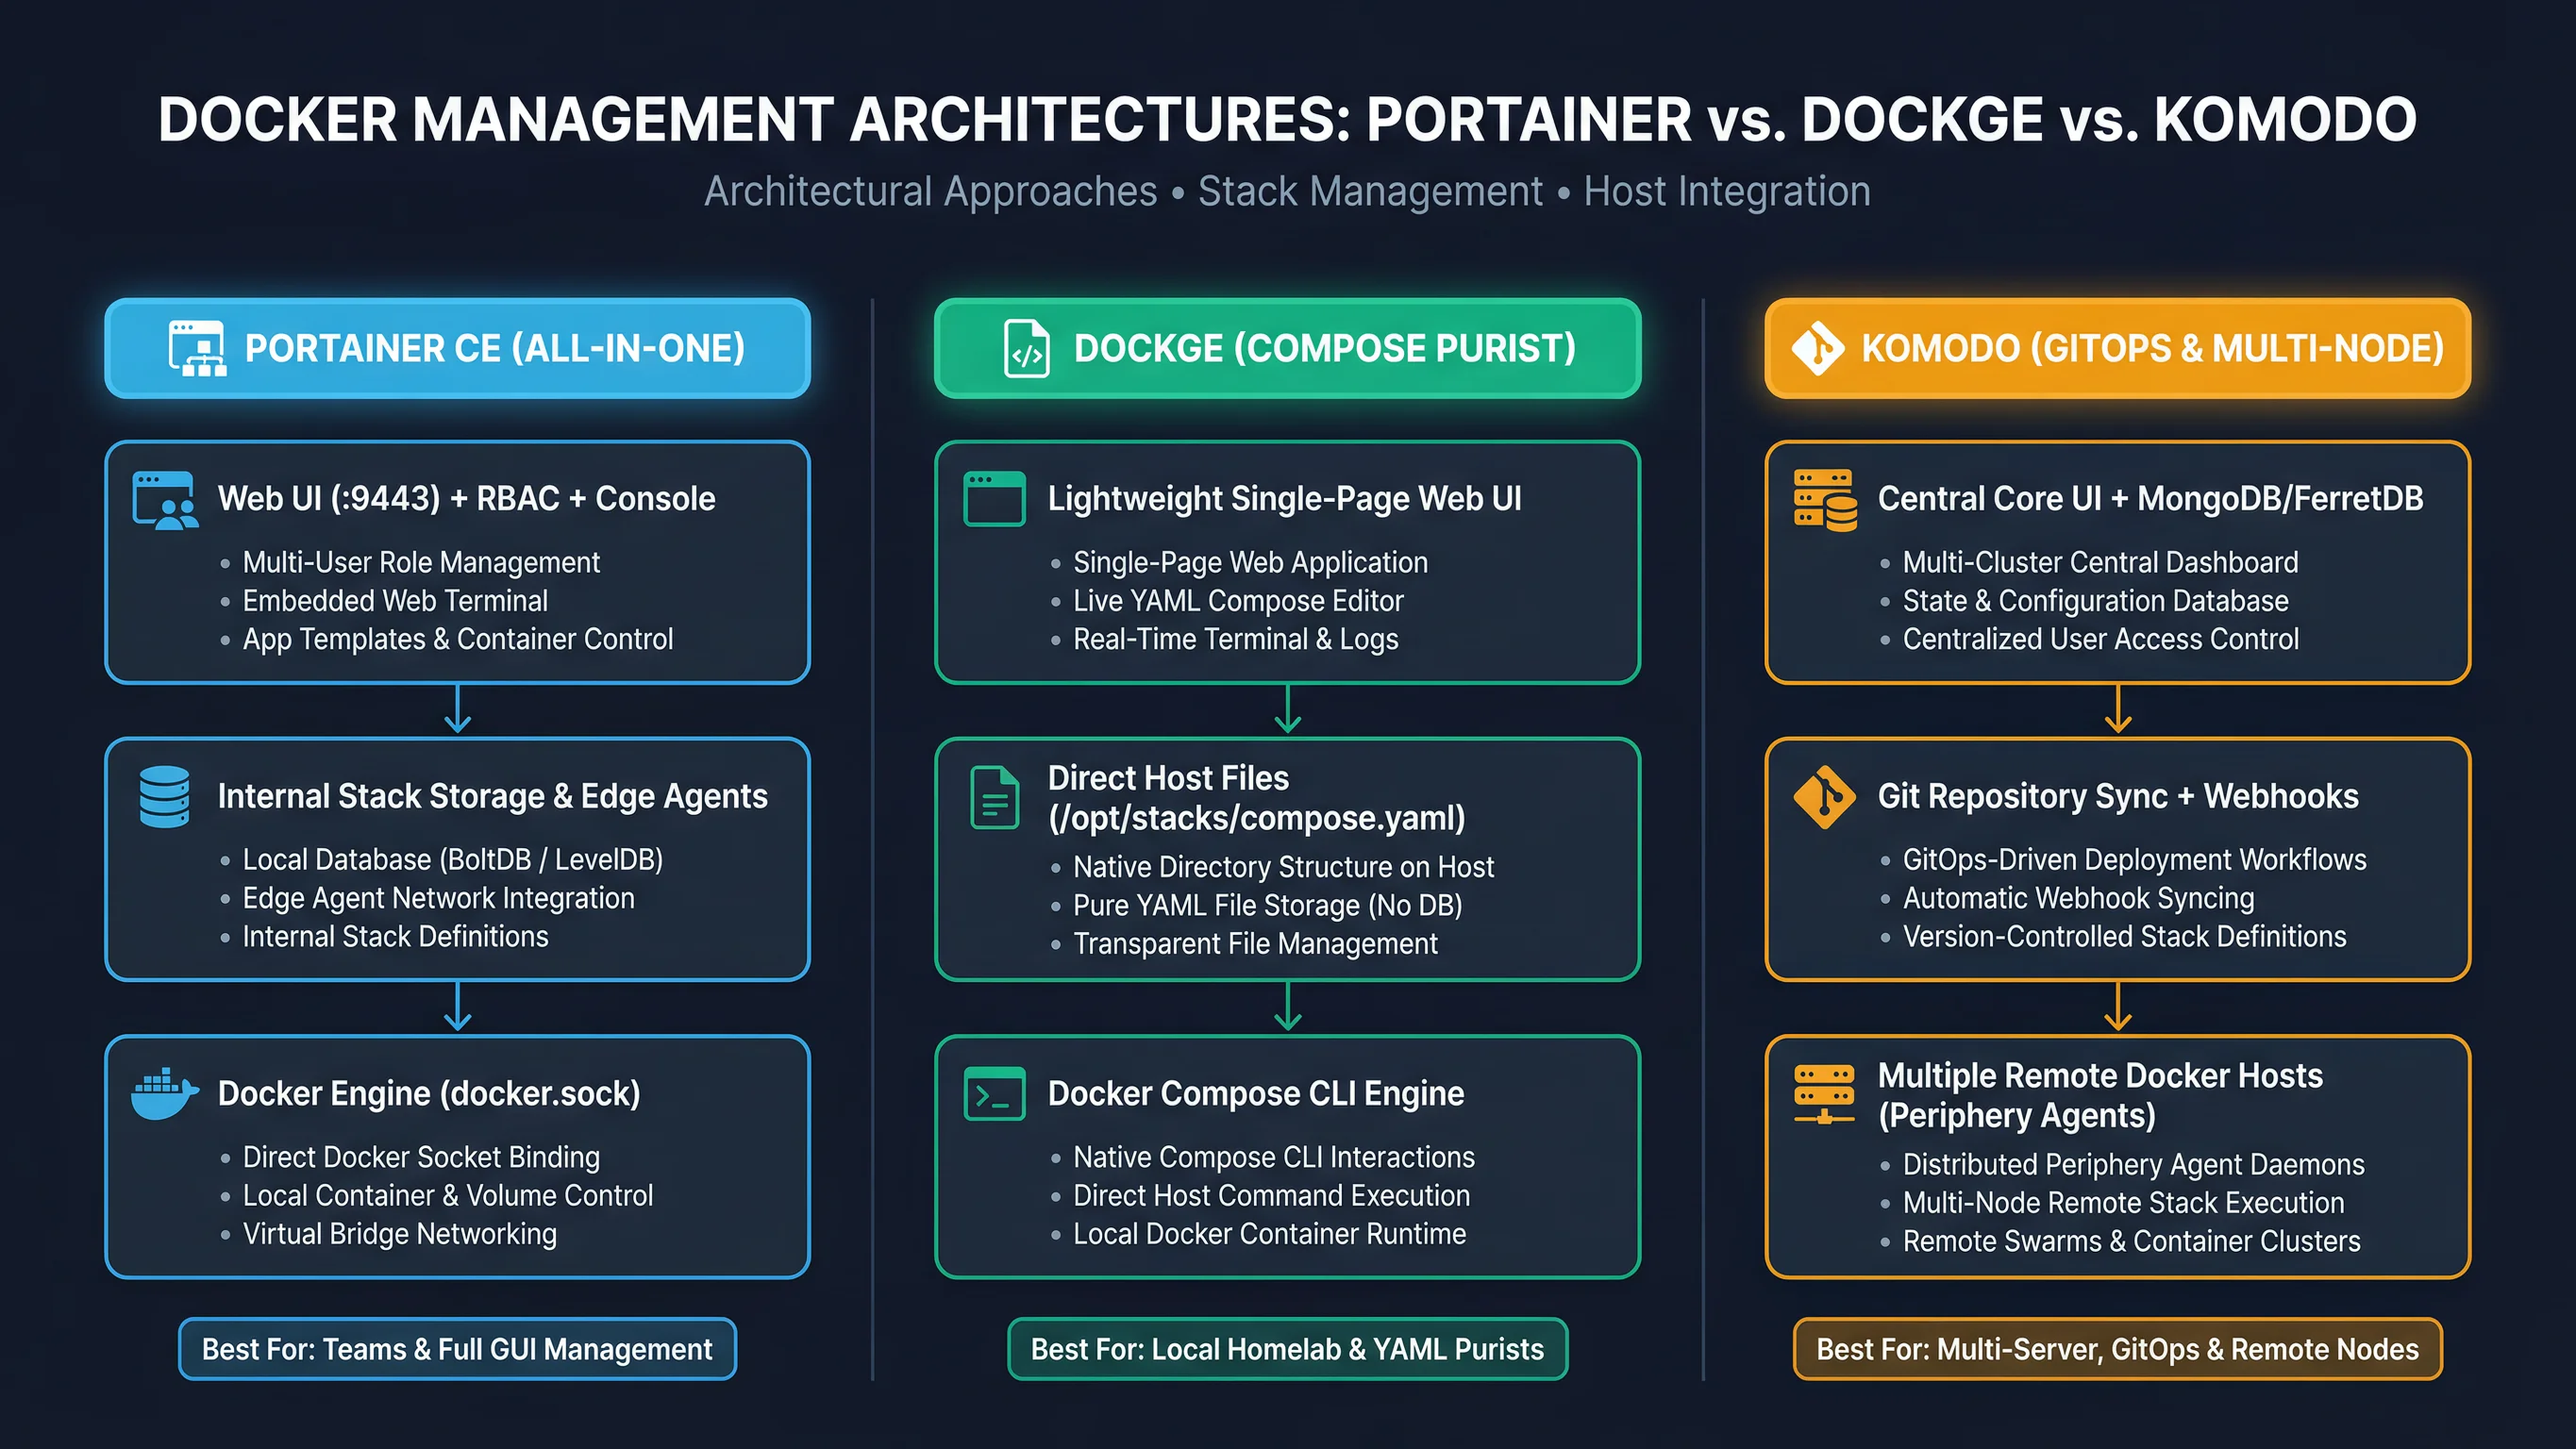 DOCKER MANAGEMENT ARCHITECTURES: PORTAINER vs. DOCKGE vs. KOMODO
Architectural Approaches • Stack Management • Host Integration
PORTAINER CE (ALL-IN-ONE)
Web UI (:9443) + RBAC + Console
• Multi-User Role Management
• Embedded Web Terminal
• App Templates & Container Control
Internal Stack Storage & Edge Agents
• Local Database (BoltDB / LevelDB)
• Edge Agent Network Integration
• Internal Stack Definitions
Docker Engine (docker.sock)
• Direct Docker Socket Binding
• Local Container & Volume Control
• Virtual Bridge Networking
Best For: Teams & Full GUI Management
DOCKGE (COMPOSE PURIST)
Lightweight Single-Page Web UI
• Single-Page Web Application
• Live YAML Compose Editor
• Real-Time Terminal & Logs
Direct Host Files
(/opt/stacks/compose.yaml)
• Native Directory Structure on Host
• Pure YAML File Storage (No DB)
• Transparent File Management
Docker Compose CLI Engine
• Native Compose CLI Interactions
• Direct Host Command Execution
• Local Docker Container Runtime
Best For: Local Homelab & YAML Purists
KOMODO (GITOPS & MULTI-NODE)
Central Core UI + MongoDB/FerretDB
• Multi-Cluster Central Dashboard
• State & Configuration Database
• Centralized User Access Control
Git Repository Sync + Webhooks
• GitOps-Driven Deployment Workflows
• Automatic Webhook Syncing
• Version-Controlled Stack Definitions
Multiple Remote Docker Hosts
(Periphery Agents)
• Distributed Periphery Agent Daemons
• Multi-Node Remote Stack Execution
• Remote Swarms & Container Clusters
Best For: Multi-Server, GitOps & Remote Nodes